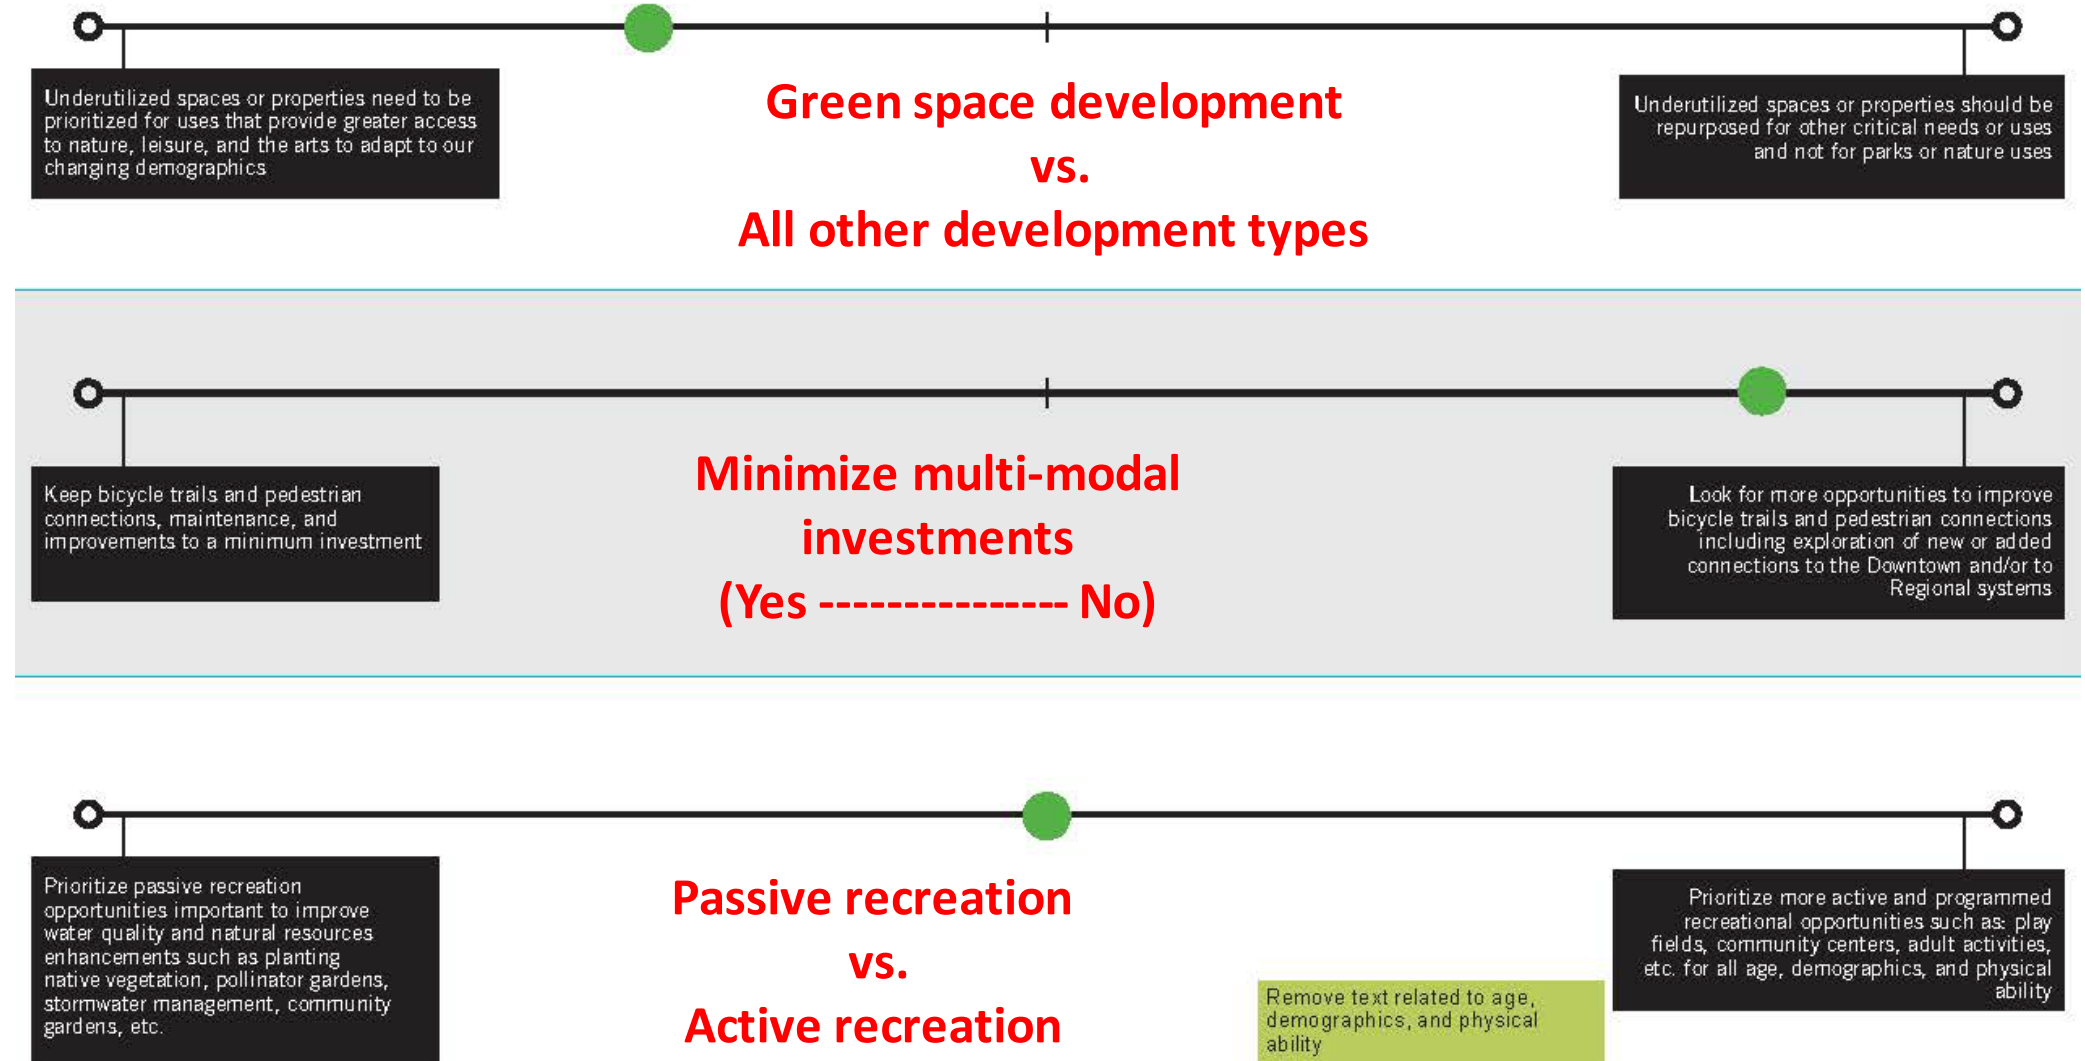 Underutilized spaces or properties need to be
prioritized for uses that provide greater access
to nature, leisure, and the arts to adapt to our
changing demographics
Green space development
vs.
All other development types
Underutilized spaces or properties should be
repurposed for other critical needs or uses
and not for parks or nature uses
Keep bicycle trails and pedestrian
connections, maintenance, and
improvements to a minimum investment
Minimize multi-modal
investments
(Yes --------------- No)
Look for more opportunities to improve
bicycle trails and pedestrian connections
including exploration of new or added
connections to the Downtown and/or to
Regional systems
Prioritize passive recreation
opportunities important to improve
water quality and natural resources
enhancements such as planting
native vegetation, pollinator gardens,
stormwater management, community
gardens, etc.
Passive recreation
vs.
Active recreation
Prioritize more active and programmed
recreational opportunities such as: play
fields, community centers, adult activities,
etc. for all age, demographics, and physical
ability
Remove text related to age,
demographics, and physical
ability